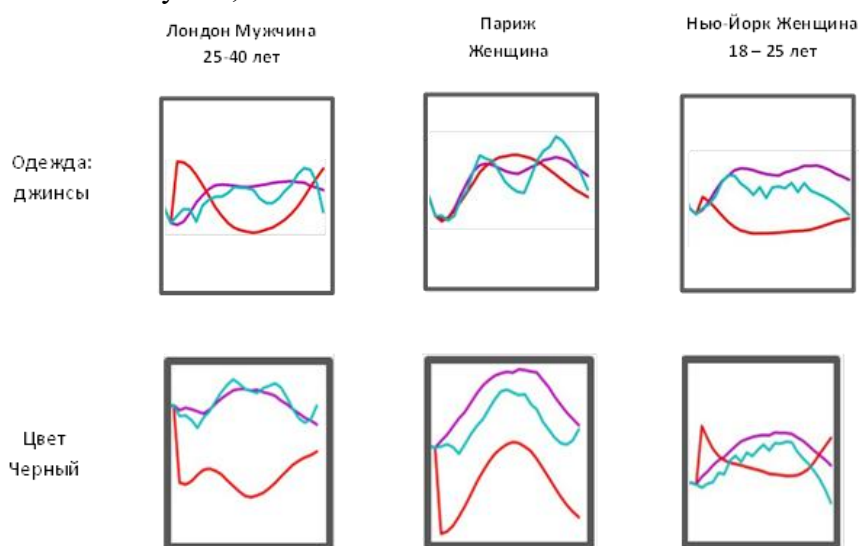 Лондон Мужчина
25-40 лет
Париж
Женщина
Нью-Йорк Женщина
18 – 25 лет
Одежда:
джинсы
Цвет
Черный